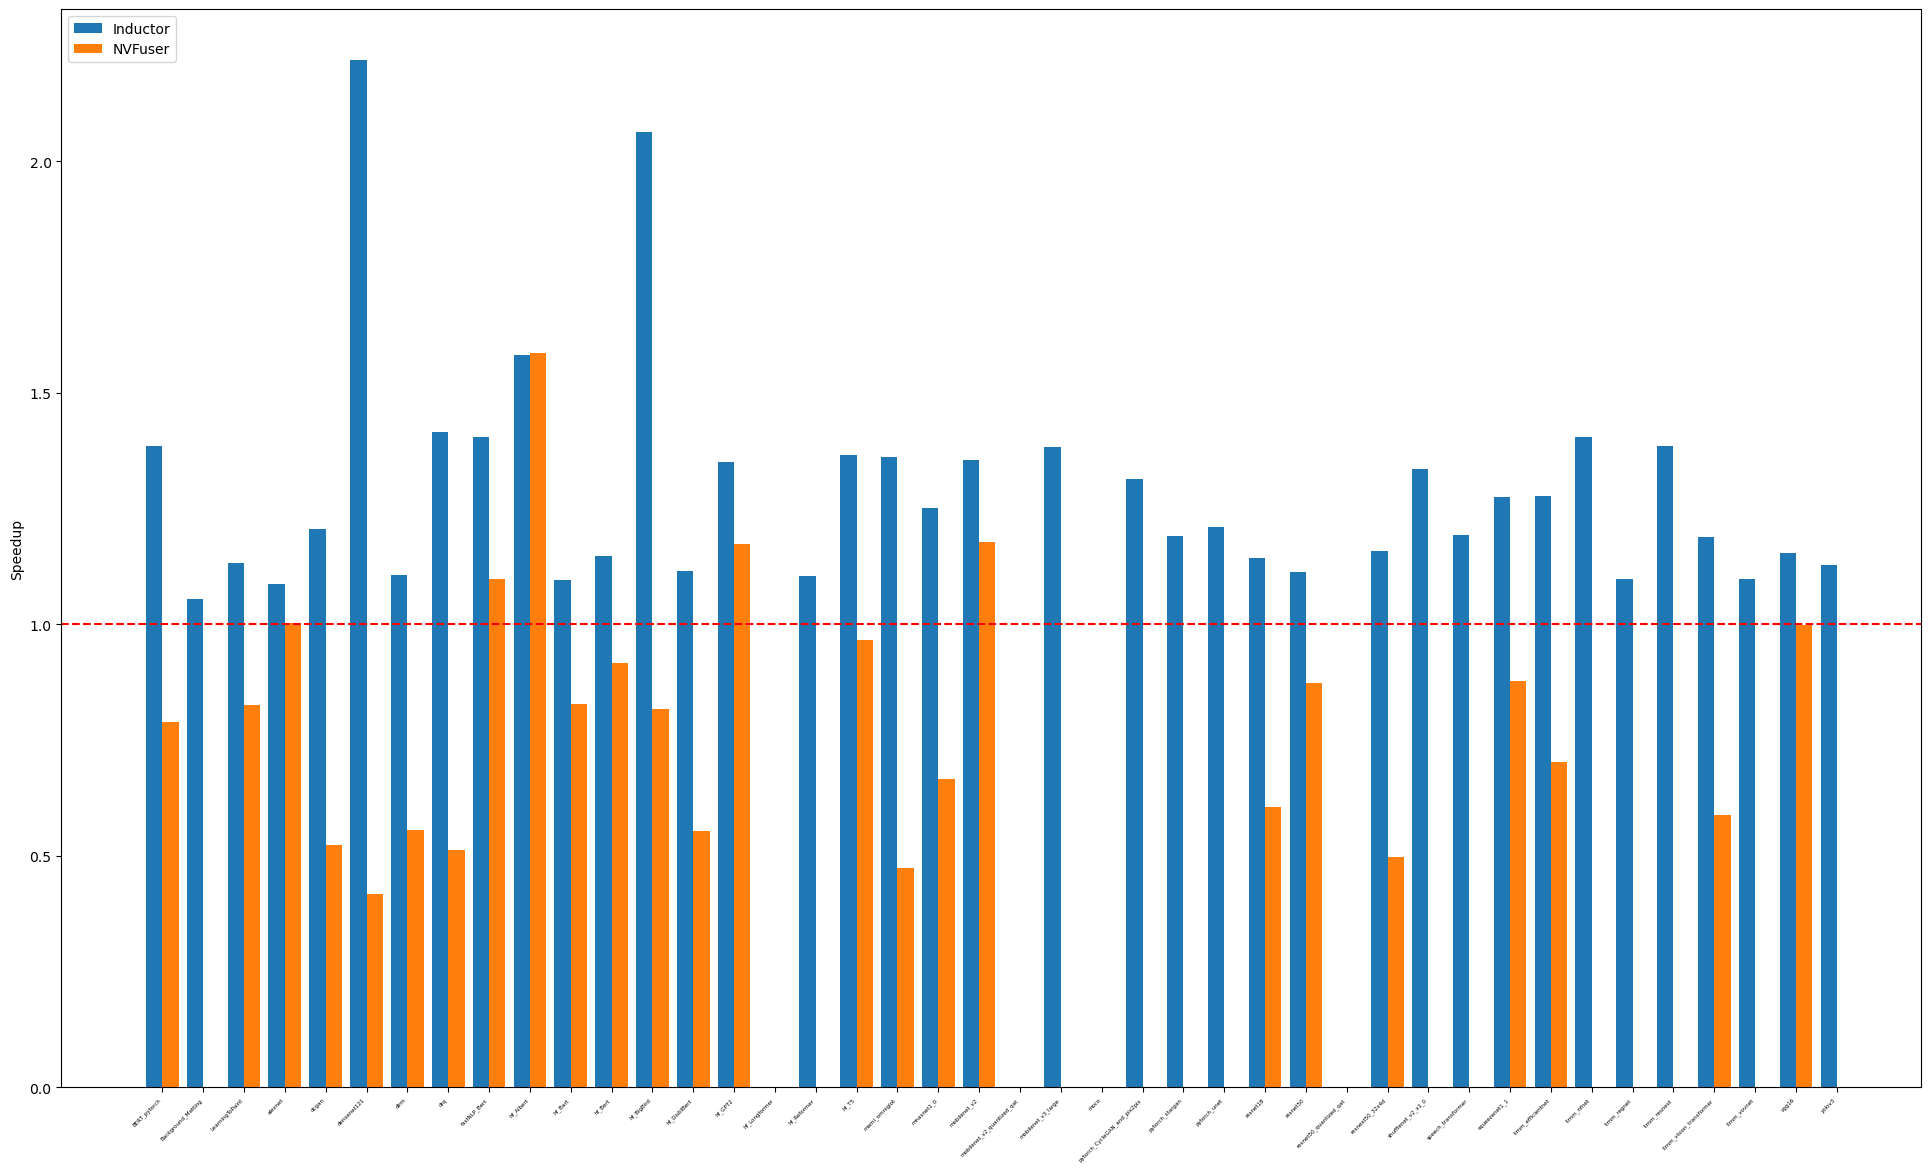 Inductor
NVFuser
Speedup
2.0
1.5
1.0
0.5
0.0
BERT_pytorch
Background_Matting
LearningToPaint
alexnet
dcgan
densenet121
dlrm
drq
fastNLP_Bert
hf_Albert
hf_Bart
hf_Bert
hf_BigBird
hf_DistilBert
hf_GPT2
hf_Longformer
hf_Reformer
hf_T5
maml_omniglot
mnasnet1_0
mobilenet_v2
mobilenet_v2_quantized_qat
mobilenet_v3_large
moco
pytorch_CycleGAN_and_pix2pix
pytorch_stargan
pytorch_unet
resnet18
resnet50
resnet50_quantized_qat
resnext50_32x4d
shufflenet_v2_x1_0
speech_transformer
squeezenet1_1
timm_efficientnet
timm_nfnet
timm_regnet
timm_resnest
timm_vision_transformer
timm_vovnet
vgg16
yolov3